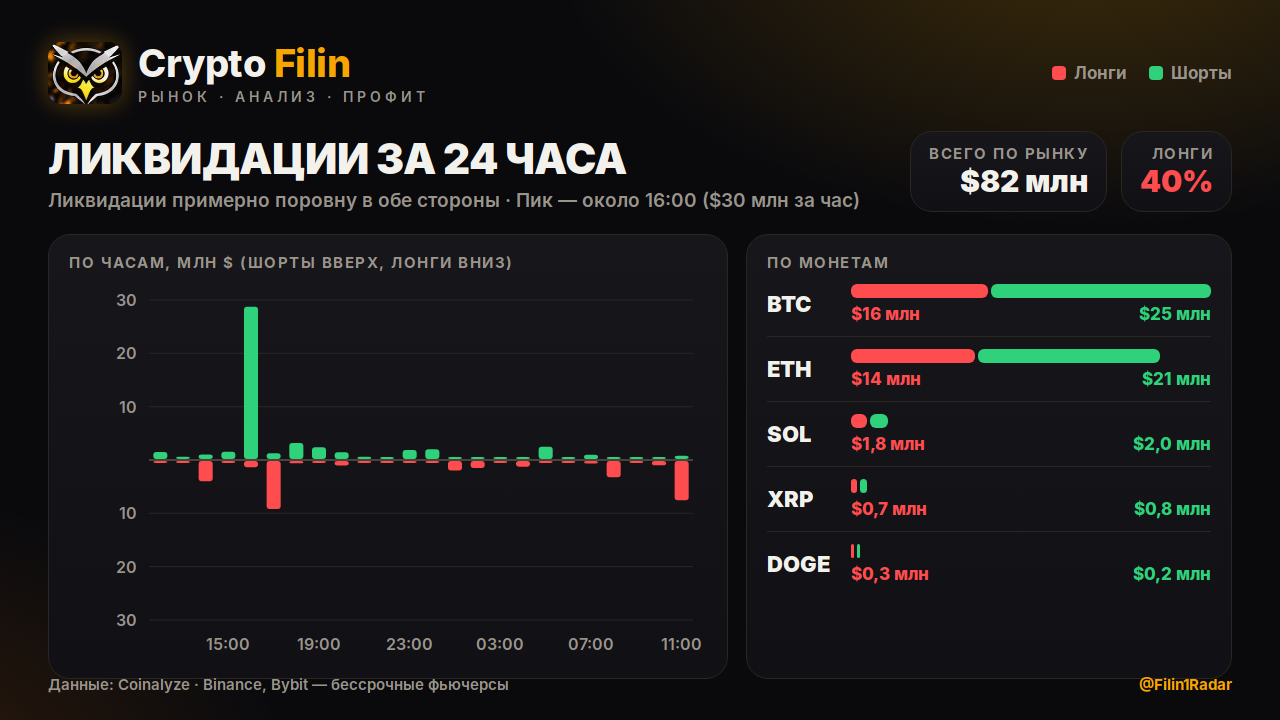 Crypto Filin
РЫНОК · АНАЛИЗ · ПРОФИТ
Лонги
Шорты
ЛИКВИДАЦИИ ЗА 24 ЧАСА
Ликвидации примерно поровну в обе стороны · Пик — около 16:00 ($30 млн за час)
ВСЕГО ПО РЫНКУ
$82 млн
ЛОНГИ
40%
ПО ЧАСАМ, МЛН $ (ШОРТЫ ВВЕРХ, ЛОНГИ ВНИЗ)
30
20
10
10
20
30
15:00 19:00 23:00 03:00 07:00 11:00
ПО МОНЕТАМ
BTC
$16 млн $25 млн
ETH
$14 млн $21 млн
SOL
$1,8 млн $2,0 млн
XRP
$0,7 млн $0,8 млн
DOGE
$0,3 млн $0,2 млн
Данные: Coinalyze · Binance, Bybit — бессрочные фьючерсы
@Filin1Radar